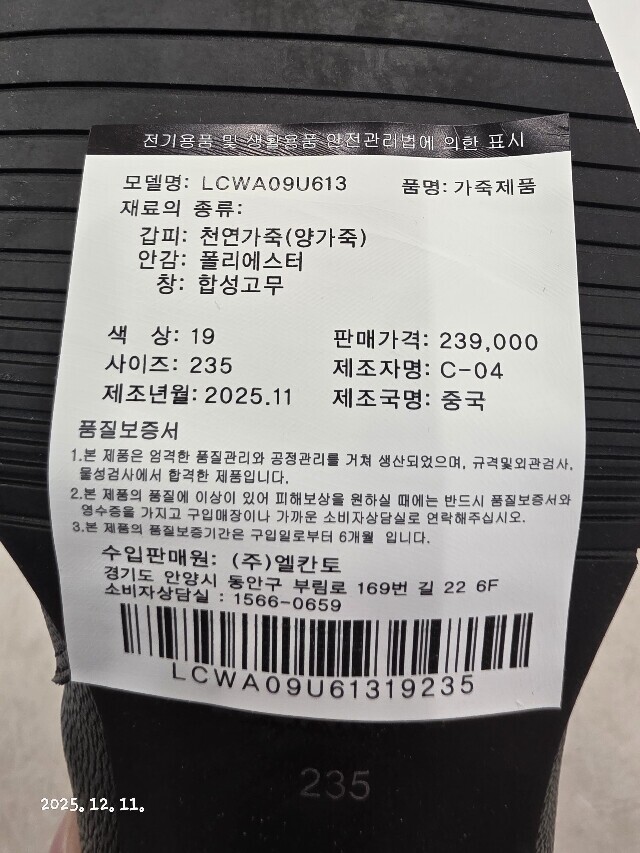 전기용품 및 생활용품 안전관리법에 의한 표시
모델명: LCWA09U613 품명: 가죽제품
재료의 종류:
갑피: 천연가죽(양가죽)
안감: 폴리에스터
창: 합성고무
색 상: 19 판매가격: 239,000
사이즈: 235 제조자명: C-04
제조년월: 2025.11 제조국명: 중국
품질보증서
1.본 제품은 엄격한 품질관리와 공정관리를 거쳐 생산되었으며, 규격및외관검사,
물성검사에서 합격한 제품입니다.
2.본 제품의 품질에 이상이 있어 피해보상을 원하실 때에는 반드시 품질보증서와
영수증을 가지고 구입매장이나 가까운 소비자상담실로 연락해주십시오.
3.본 제품의 품질보증기간은 구입일로부터 6개월 입니다.
수입판매원: (주)엘칸토
경기도 안양시 동안구 부림로 169번 길 22 6F
소비자상담실 : 1566-0659
LCWA09U61319235
235
2025.12.11.